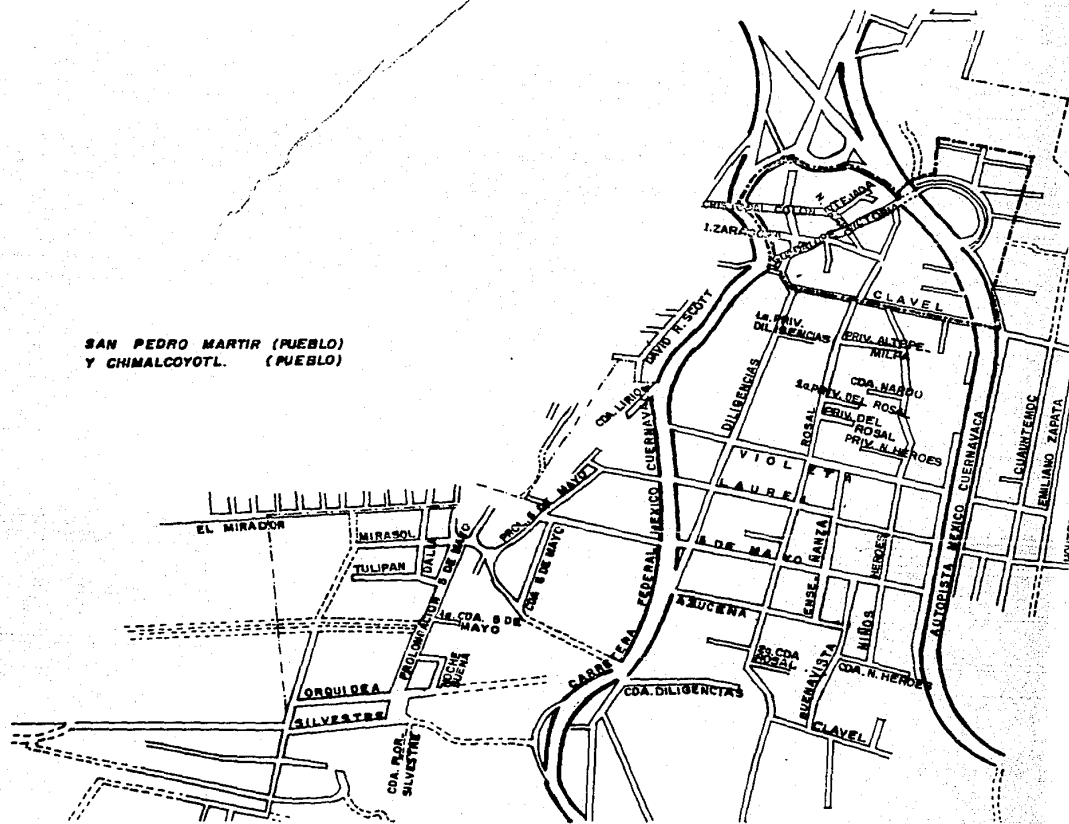 CLAVEL
SAN PEDRO MARTIR (PUEBLO)
Y CHIMALCOYOTL. (PUEBLO)
DAVID R. SCOTT
1a. PRIV.
DILIGENCIAS
PRIV. ALTEPE-
MILPA
CDA. NARDO
1a. PRIV. DEL ROSAL
PRIV. DEL
ROSAL
PRIV. N. HEROES
CDA. LIRIO
DILIGENCIAS
ROSAL
CUAUHTEMOC
EMILIANO ZAPATA
VIOLETA
LAUREL
5 DE MAYO
AZUCENA
PROL. 5 DE MAYO
CDA. 5 DE MAYO
EL MIRADOR
MIRASOL
TULIPAN
DALIA
PROLONGACION 5 DE MAYO
1a. CDA. 5 DE
MAYO
NOCHE
BUENA
ORQUIDEA
SILVESTRE
CDA. FLOR
SILVESTRE
CARRETERA FEDERAL MEXICO CUERNAVACA
AUTOPISTA MEXICO CUERNAVACA
ENSE-
ÑANZA
NIÑOS HEROES
CDA. DILIGENCIAS
CDA
ROSAL
BUENAVISTA
CDA. N. HEROES
CLAVEL